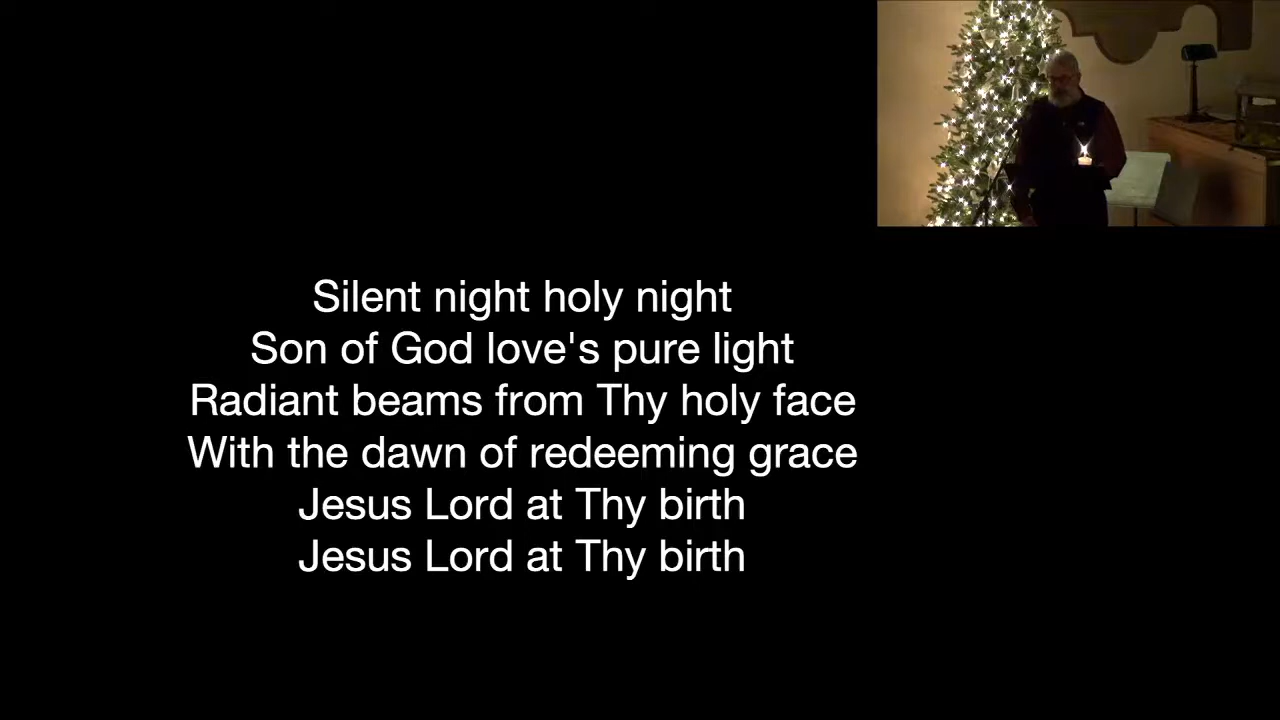 Silent night holy night
Son of God love's pure light
Radiant beams from Thy holy face
With the dawn of redeeming grace
Jesus Lord at Thy birth
Jesus Lord at Thy birth